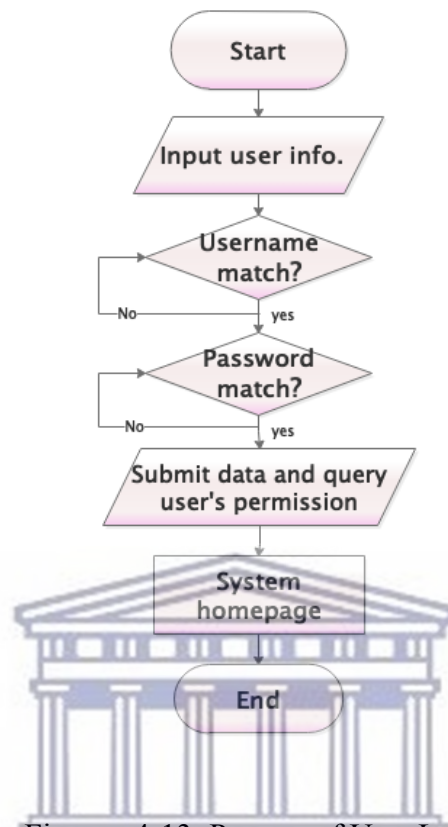 Start
Input user info.
Username
match?
No
yes
Password
match?
No
yes
Submit data and query
user's permission
System
homepage
End